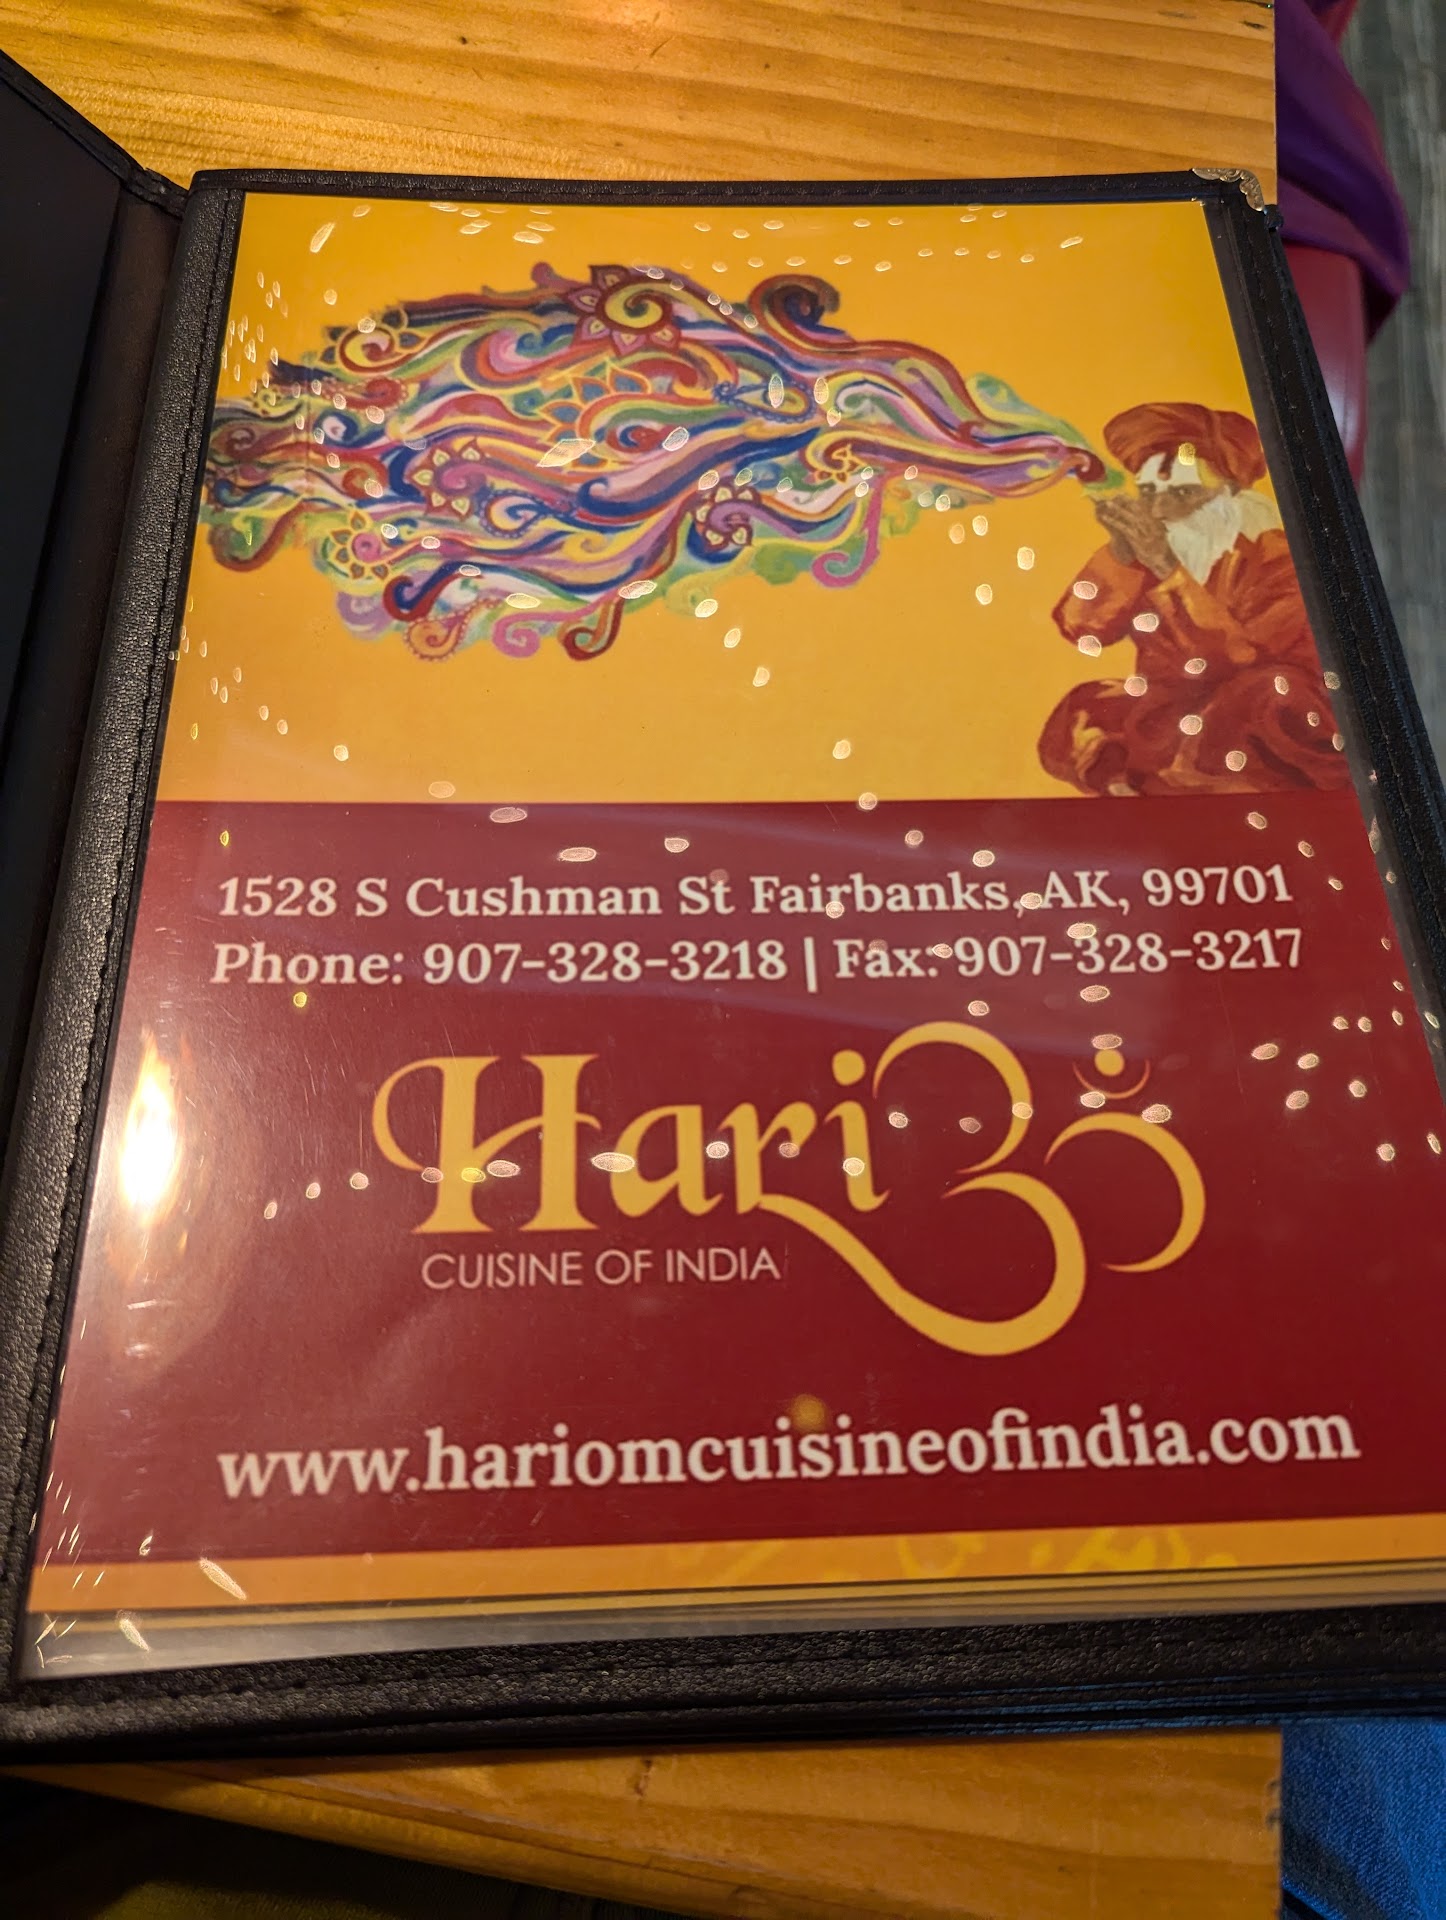 1528 S Cushman St Fairbanks, AK, 99701
Phone: 907-328-3218 | Fax: 907-328-3217
Hari ॐ
CUISINE OF INDIA
www.hariomcuisineofindia.com